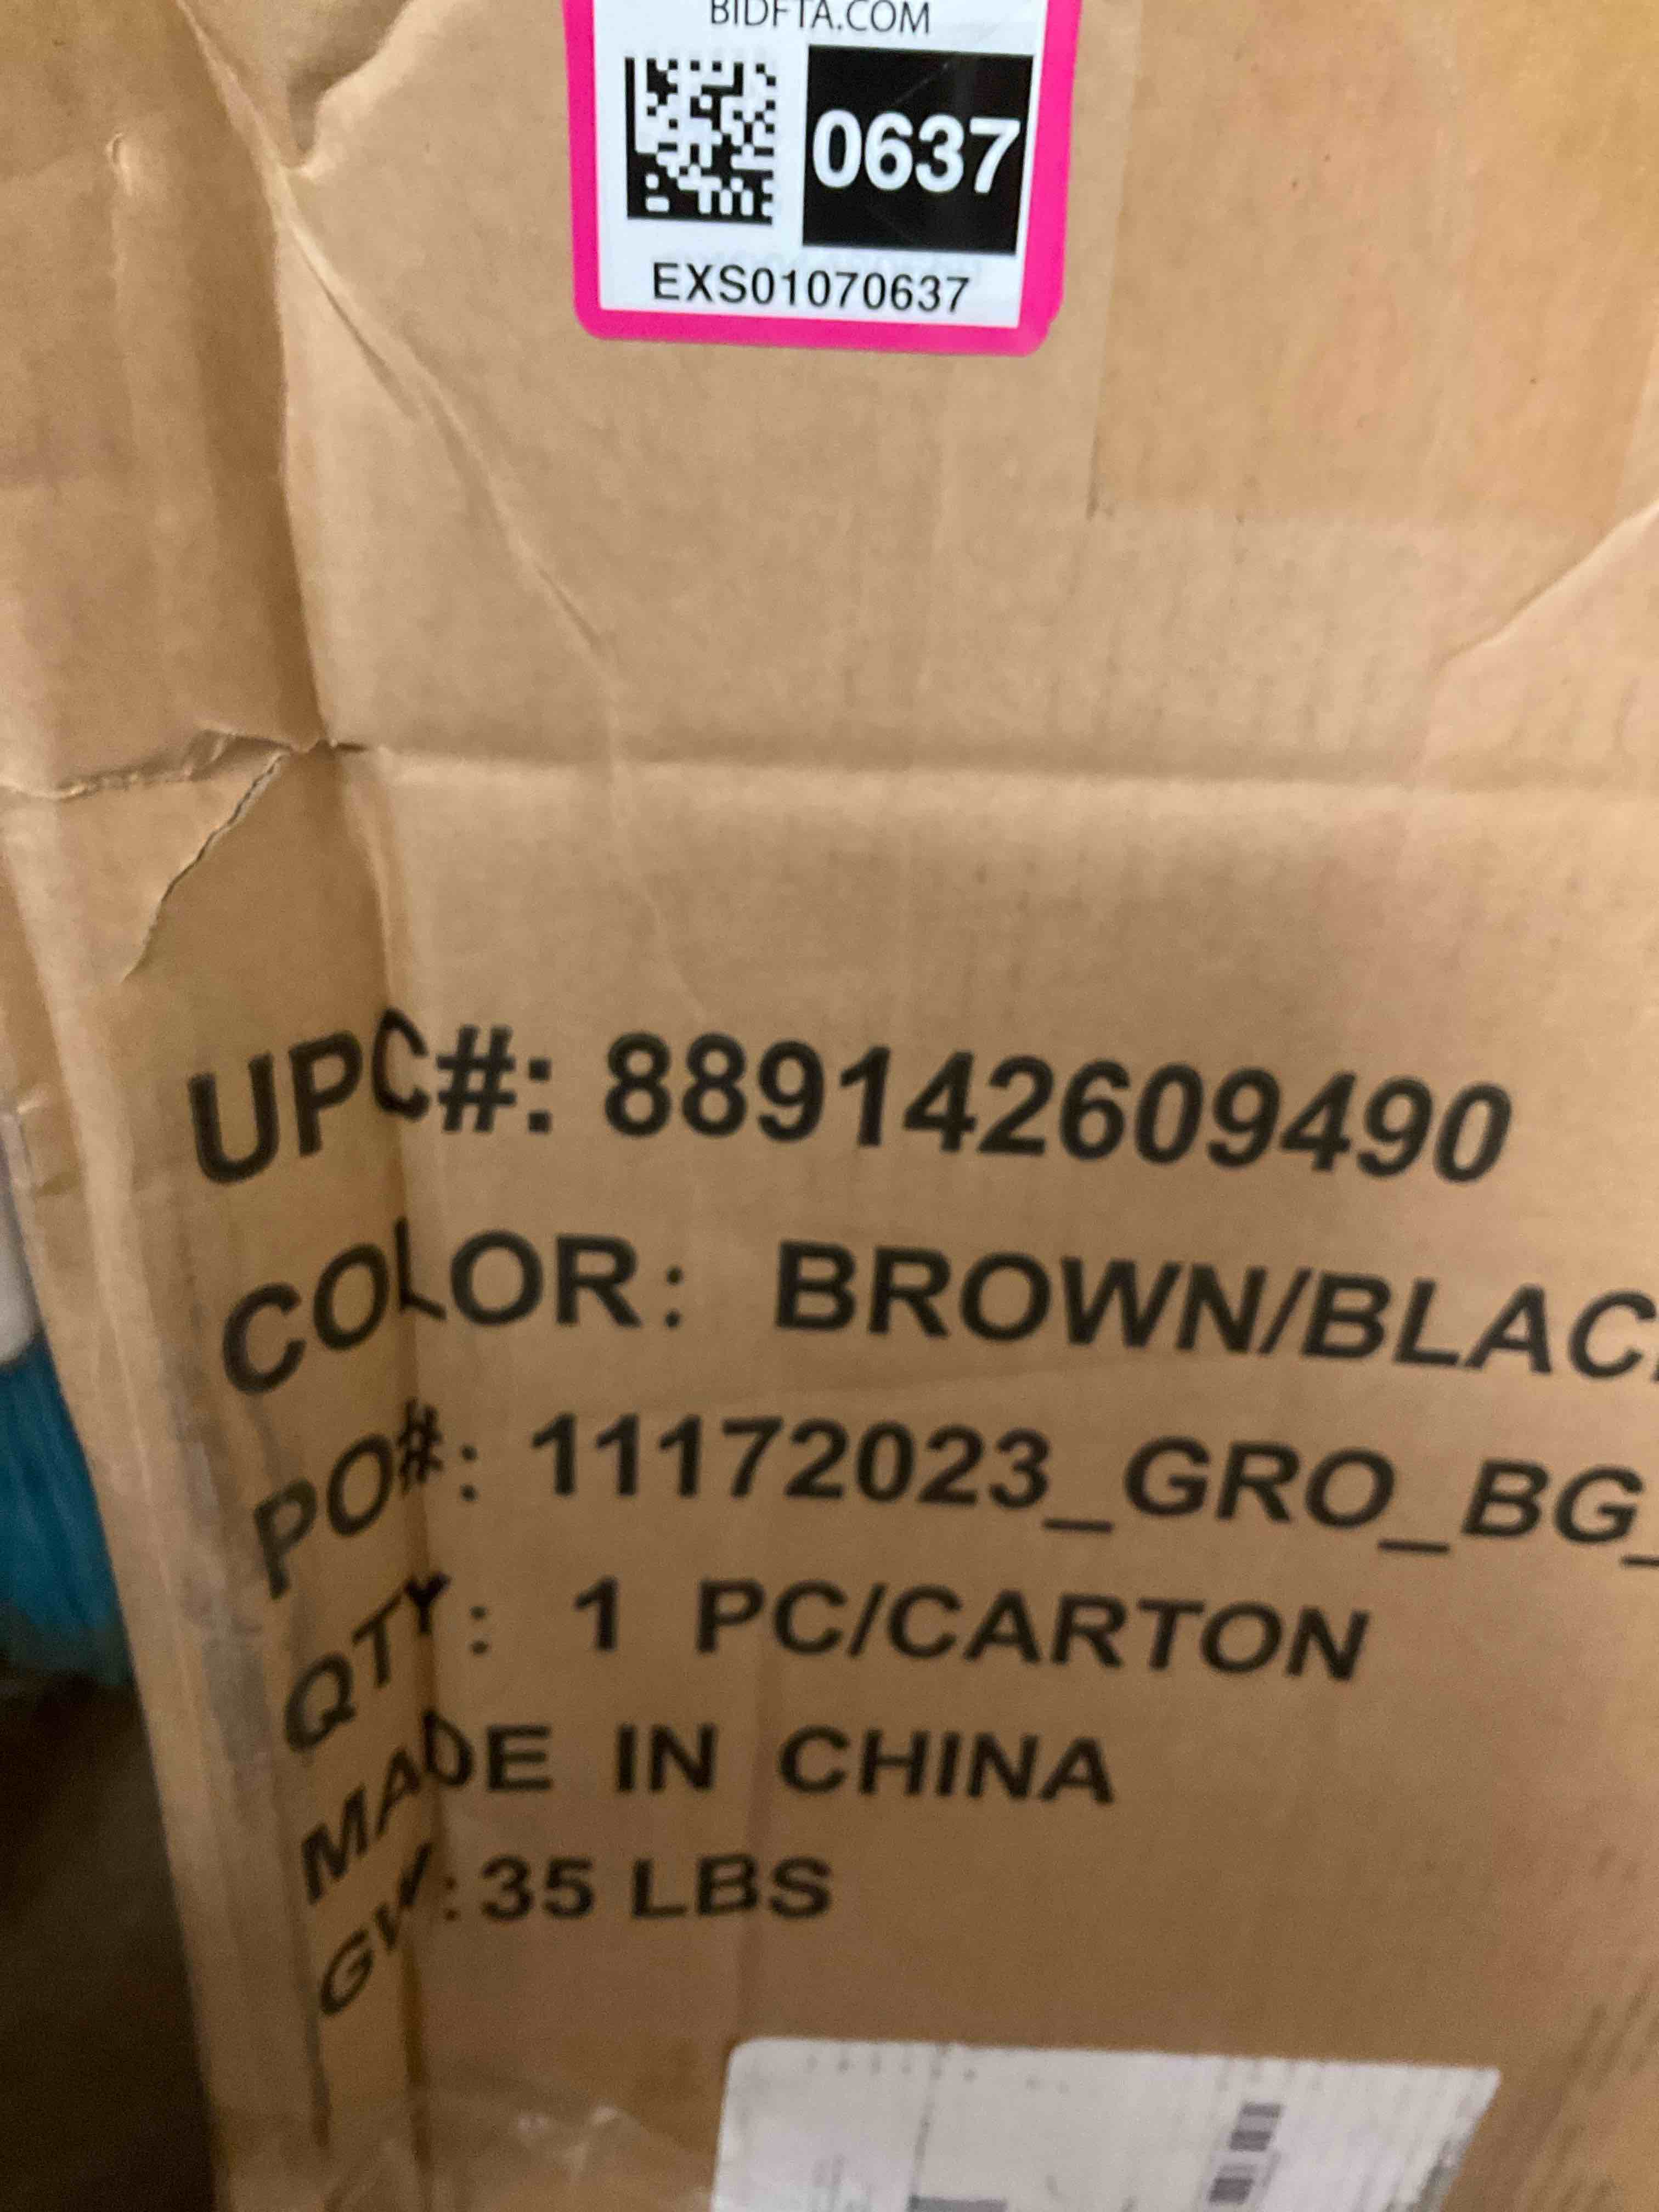 BIDFTA.COM
0637
EXS01070637
UPC#: 889142609490
COLOR: BROWN/BLAC
PO#: 11172023_GRO_BG_
QTY: 1 PC/CARTON
MADE IN CHINA
GW:35 LBS